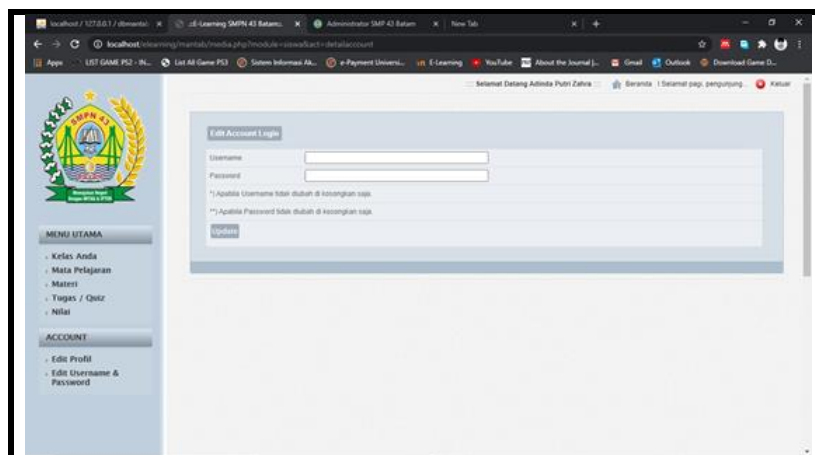 localhost / 127.0.0.1 / dbmantab
.:E-Learning SMPN 43 Batam:.
Administrator SMP 43 Batam
New Tab
localhost/elearning/mantab/media.php?module=siswa&act=detailaccount
Apps
LIST GAME PS2 - IN...
List All Game PS3
Sistem Informasi Ak...
e-Payment Universi...
E-Learning
YouTube
About the Journal |...
Gmail
Outlook
Download Game D...
Selamat Datang Adinda Putri Zahra
Beranda
| Selamat pagi, pengunjung
Keluar
SMPN 43
Edit Account Login
Username
Password
*) Apabila Username tidak diubah di kosongkan saja.
**) Apabila Password tidak diubah di kosongkan saja.
Update
MENU UTAMA
Kelas Anda
Mata Pelajaran
Materi
Tugas / Quiz
Nilai
ACCOUNT
Edit Profil
Edit Username &
Password